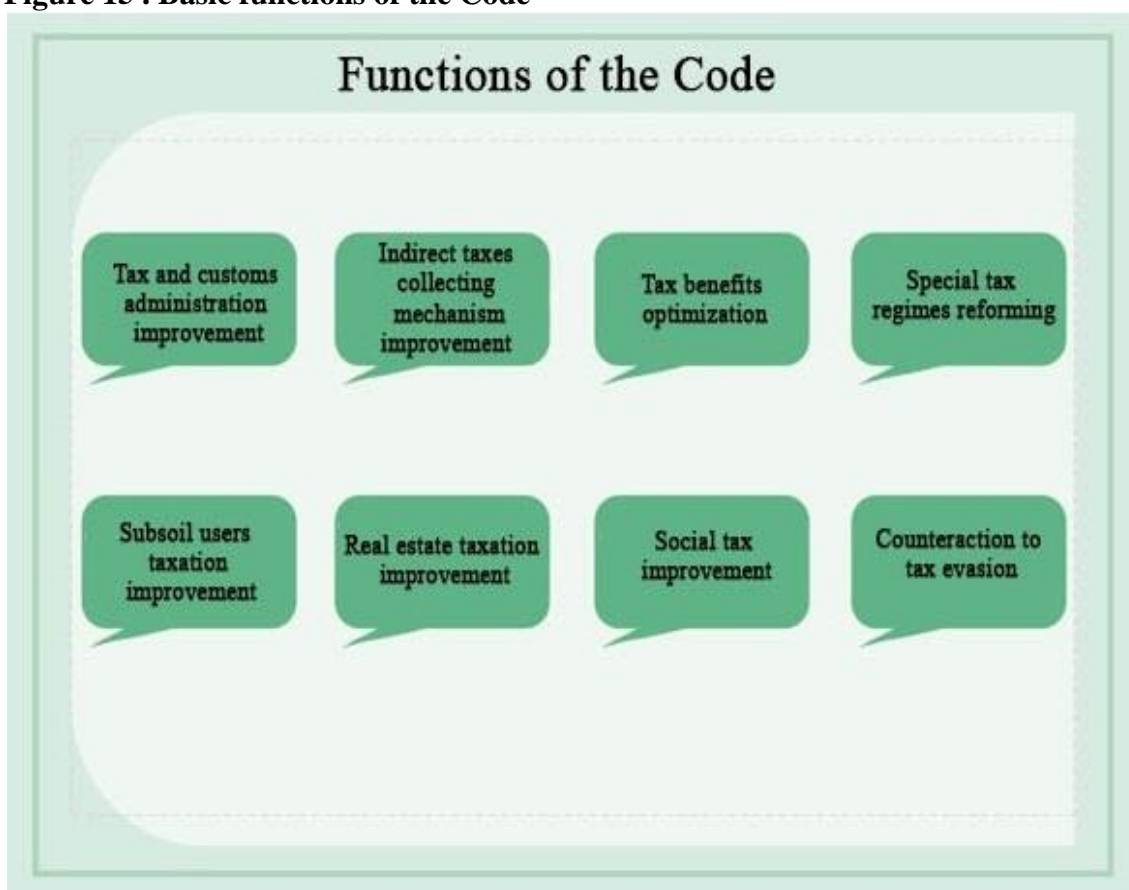 Figure 15 . Basic functions of the Code
Functions of the Code
Tax and customs
administration
improvement
Indirect taxes
collecting
mechanism
improvement
Tax benefits
optimization
Special tax
regimes reforming
Subsoil users
taxation
improvement
Real estate taxation
improvement
Social tax
improvement
Counteraction to
tax evasion